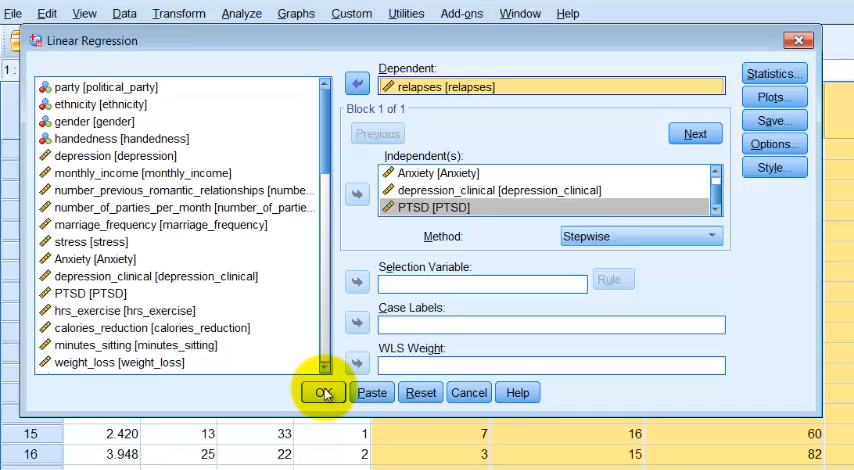 File Edit View Data Transform Analyze Graphs Custom Utilities Add-ons Window Help
Linear Regression
1 :
party [political_party]
ethnicity [ethnicity]
gender [gender]
handedness [handedness]
depression [depression]
monthly_income [monthly_income]
number_previous_romantic_relationships [numbe...
number_of_parties_per_month [number_of_partie...
marriage_frequency [marriage_frequency]
stress [stress]
Anxiety [Anxiety]
depression_clinical [depression_clinical]
PTSD [PTSD]
hrs_exercise [hrs_exercise]
calories_reduction [calories_reduction]
minutes_sitting [minutes_sitting]
weight_loss [weight_loss]
Dependent:
relapses [relapses]
Block 1 of 1
Previous Next
Independent(s):
Anxiety [Anxiety]
depression_clinical [depression_clinical]
PTSD [PTSD]
Method: Stepwise
Selection Variable:
Rule...
Case Labels:
WLS Weight:
Statistics...
Plots...
Save...
Options...
Style...
OK Paste Reset Cancel Help
15 2.420 13 33 1 7 16 60
16 3.948 25 22 2 3 15 82